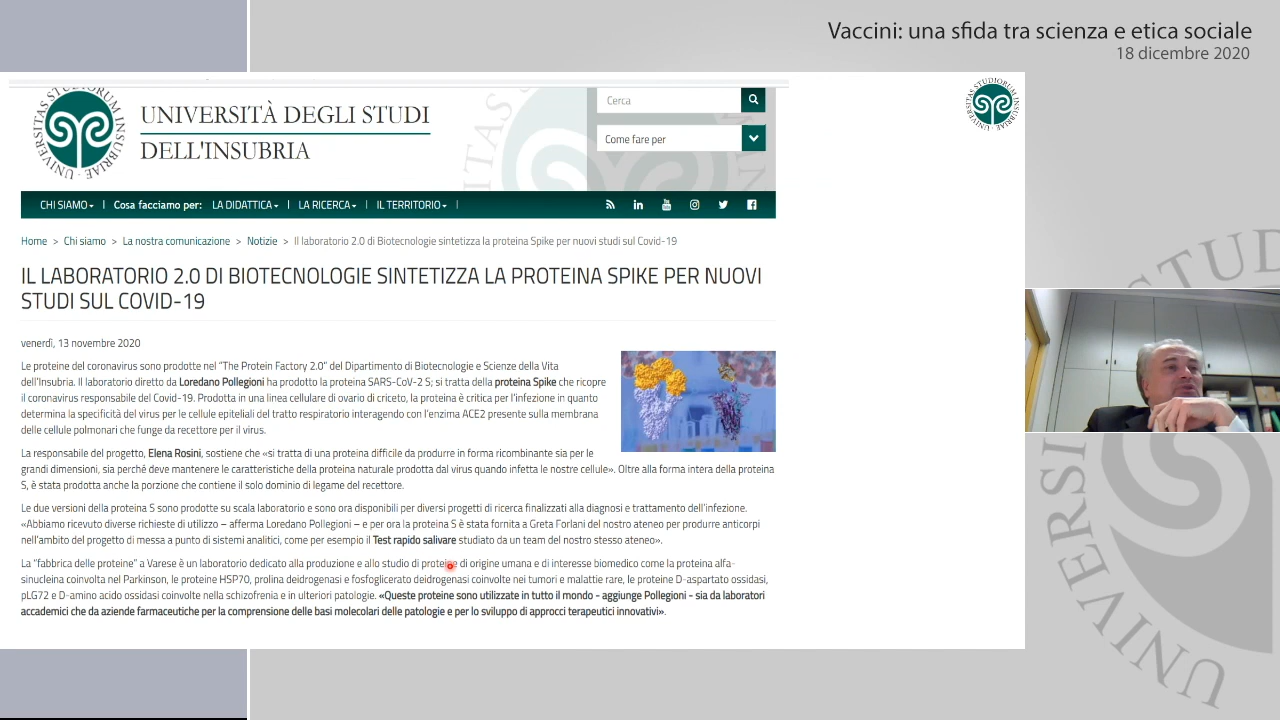 Vaccini: una sfida tra scienza e etica sociale
18 dicembre 2020
UNIVERSITAS STUDIORUM INSUBRIAE
UNIVERSITÀ DEGLI STUDI
DELL'INSUBRIA
Cerca
Come fare per
CHI SIAMO | Cosa facciamo per: LA DIDATTICA | LA RICERCA | IL TERRITORIO |
Home > Chi siamo > La nostra comunicazione > Notizie > Il laboratorio 2.0 di Biotecnologie sintetizza la proteina Spike per nuovi studi sul Covid-19
IL LABORATORIO 2.0 DI BIOTECNOLOGIE SINTETIZZA LA PROTEINA SPIKE PER NUOVI
STUDI SUL COVID-19
venerdì, 13 novembre 2020
Le proteine del coronavirus sono prodotte nel "The Protein Factory 2.0" del Dipartimento di Biotecnologie e Scienze della Vita
dell'Insubria. Il laboratorio diretto da Loredano Pollegioni ha prodotto la proteina SARS-CoV-2 S; si tratta della proteina Spike che ricopre
il coronavirus responsabile del Covid-19. Prodotta in una linea cellulare di ovario di criceto, la proteina è critica per l'infezione in quanto
determina la specificità del virus per le cellule epiteliali del tratto respiratorio interagendo con l'enzima ACE2 presente sulla membrana
delle cellule polmonari che funge da recettore per il virus.
La responsabile del progetto, Elena Rosini, sostiene che «si tratta di una proteina difficile da produrre in forma ricombinante sia per le
grandi dimensioni, sia perché deve mantenere le caratteristiche della proteina naturale prodotta dal virus quando infetta le nostre cellule». Oltre alla forma intera della proteina
S, è stata prodotta anche la porzione che contiene il solo dominio di legame del recettore.
Le due versioni della proteina S sono prodotte su scala laboratorio e sono ora disponibili per diversi progetti di ricerca finalizzati alla diagnosi e trattamento dell'infezione.
«Abbiamo ricevuto diverse richieste di utilizzo – afferma Loredano Pollegioni – e per ora la proteina S è stata fornita a Greta Forlani del nostro ateneo per produrre anticorpi
nell'ambito del progetto di messa a punto di sistemi analitici, come per esempio il Test rapido salivare studiato da un team del nostro stesso ateneo».
La "fabbrica delle proteine" a Varese è un laboratorio dedicato alla produzione e allo studio di proteine di origine umana e di interesse biomedico come la proteina alfa-
sinucleina coinvolta nel Parkinson, le proteine HSP70, prolina deidrogenasi e fosfoglicerato deidrogenasi coinvolte nei tumori e malattie rare, le proteine D-aspartato ossidasi,
pLG72 e D-amino acido ossidasi coinvolte nella schizofrenia e in ulteriori patologie. «Queste proteine sono utilizzate in tutto il mondo - aggiunge Pollegioni - sia da laboratori
accademici che da aziende farmaceutiche per la comprensione delle basi molecolari delle patologie e per lo sviluppo di approcci terapeutici innovativi».